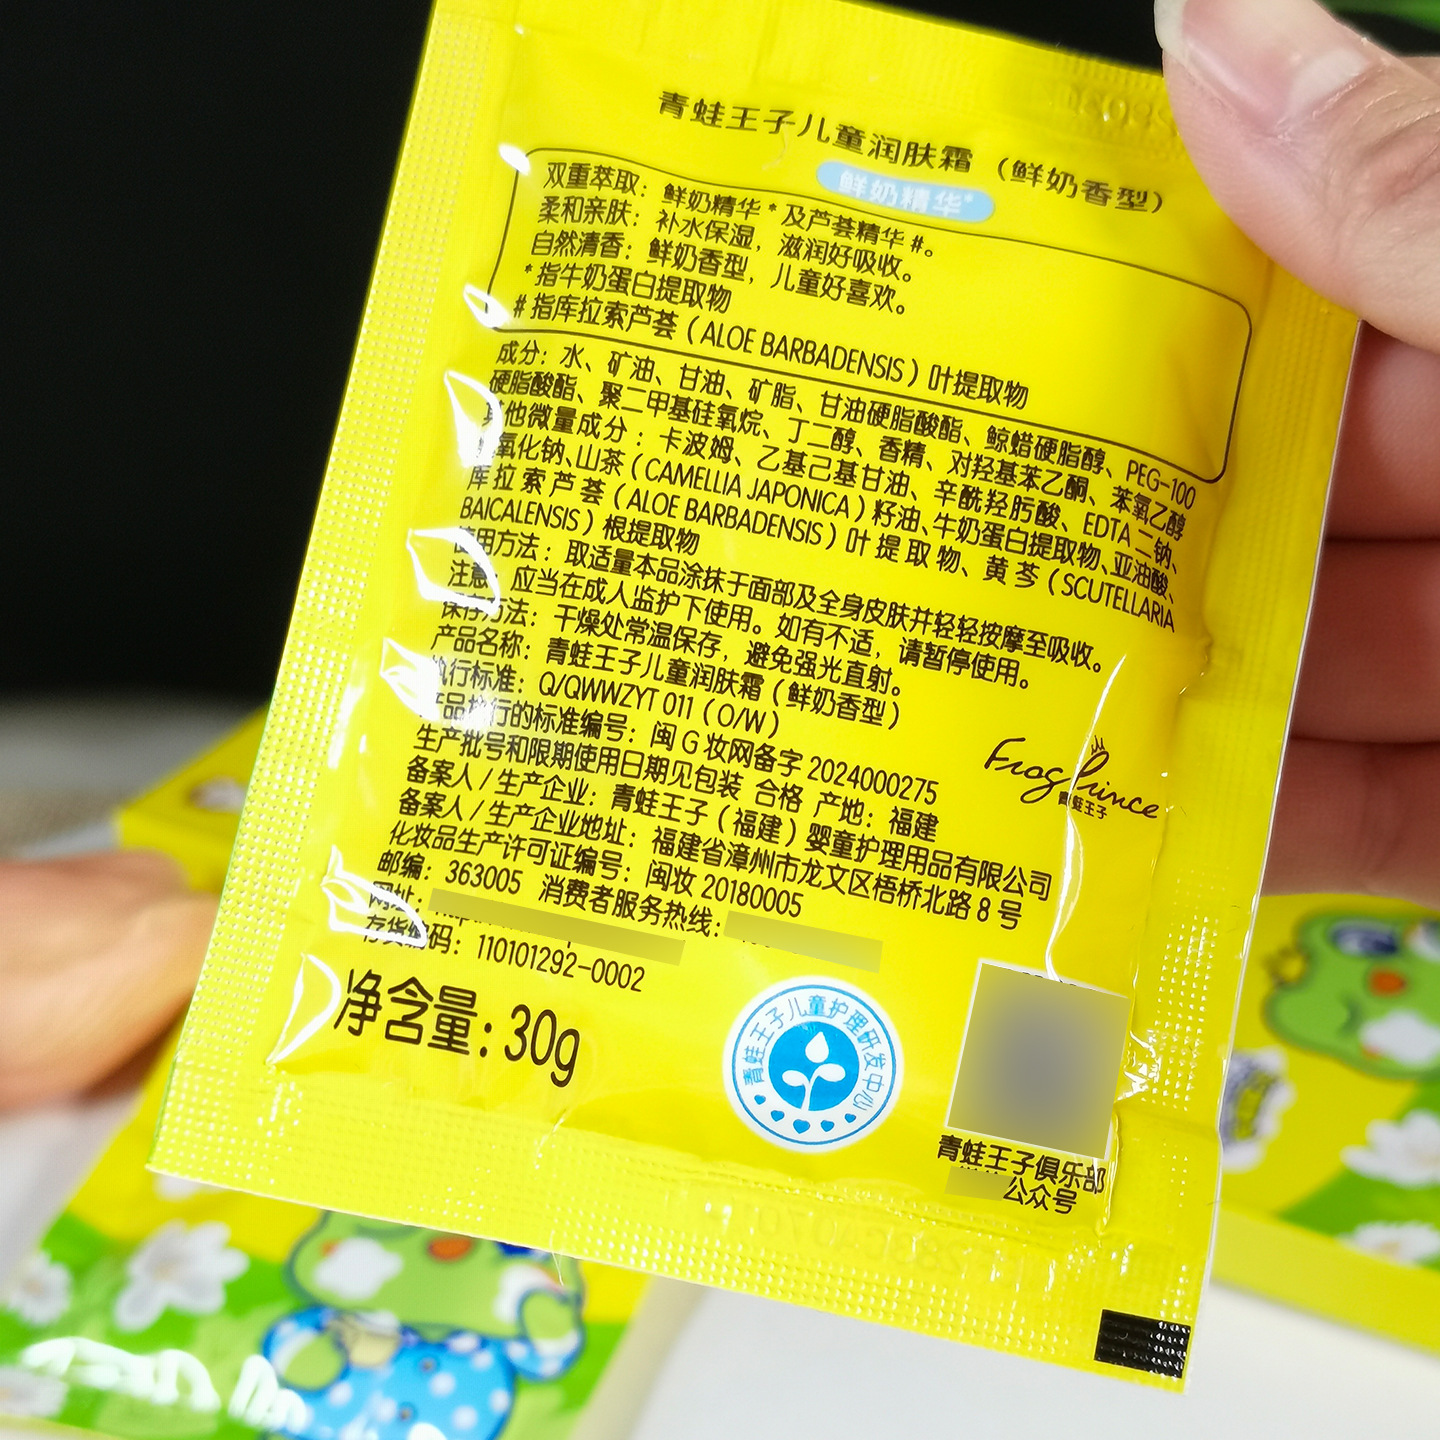 青蛙王子儿童润肤霜（鲜奶香型）
鲜奶精华*
双重萃取：鲜奶精华*及芦荟精华#。
柔和亲肤：补水保湿，滋润好吸收。
自然清香：鲜奶香型，儿童好喜欢。
*指牛奶蛋白提取物
#指库拉索芦荟（ALOE BARBADENSIS）叶提取物
成分：水、矿油、甘油、矿脂、甘油硬脂酸酯、鲸蜡硬脂醇、PEG-100
硬脂酸酯、聚二甲基硅氧烷、丁二醇、香精、对羟基苯乙酮、苯氧乙醇
其他微量成分：卡波姆、乙基己基甘油、辛酰羟肟酸、EDTA 二钠、
氧化钠、山茶（CAMELLIA JAPONICA）籽油、牛奶蛋白提取物、亚油酸、
库拉索芦荟（ALOE BARBADENSIS）叶提取物、黄芩（SCUTELLARIA
BAICALENSIS）根提取物
使用方法：取适量本品涂抹于面部及全身皮肤并轻轻按摩至吸收。
注意：应当在成人监护下使用。如有不适，请暂停使用。
保存方法：干燥处常温保存，避免强光直射。
产品名称：青蛙王子儿童润肤霜（鲜奶香型）
执行标准：Q/QWWZYT 011（O/W）
产品执行的标准编号：闽G妆网备字2024000275
生产批号和限期使用日期见包装 合格 产地：福建
备案人/生产企业：青蛙王子（福建）婴童护理用品有限公司
备案人/生产企业地址：福建省漳州市龙文区梧桥北路8号
化妆品生产许可证编号：闽妆20180005
邮编：363005 消费者服务热线：
网址：
存货编码：110101292-0002
净含量：30g
Frog Prince
青蛙王子
青蛙王子儿童护理研发中心
青蛙王子俱乐部
公众号